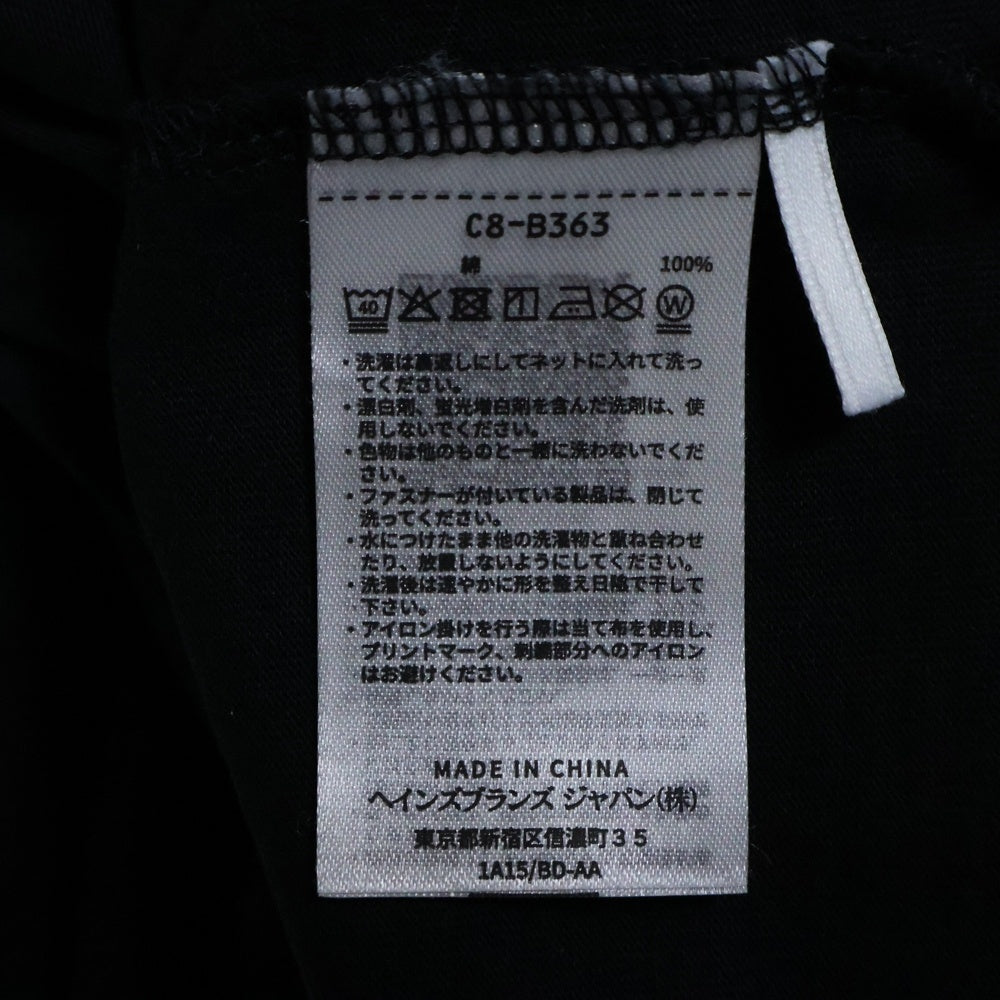 C8-B363
綿 100%
40 W
・洗濯は裏返しにしてネットに入れて洗っ
てください。
・漂白剤、蛍光増白剤を含んだ洗剤は、使
用しないでください。
・色物は他のものと一緒に洗わないでくだ
さい。
・ファスナーが付いている製品は、閉じて
洗ってください。
・水につけたまま他の洗濯物と重ね合わせ
たり、放置しないようにしてください。
・洗濯後は速やかに形を整え日陰で干して
下さい。
・アイロン掛けを行う際は当て布を使用し、
プリントマーク、刺繍部分へのアイロン
はお避けください。
MADE IN CHINA
ヘインズブランズ ジャパン(株)
東京都新宿区信濃町35
1A15/BD-AA